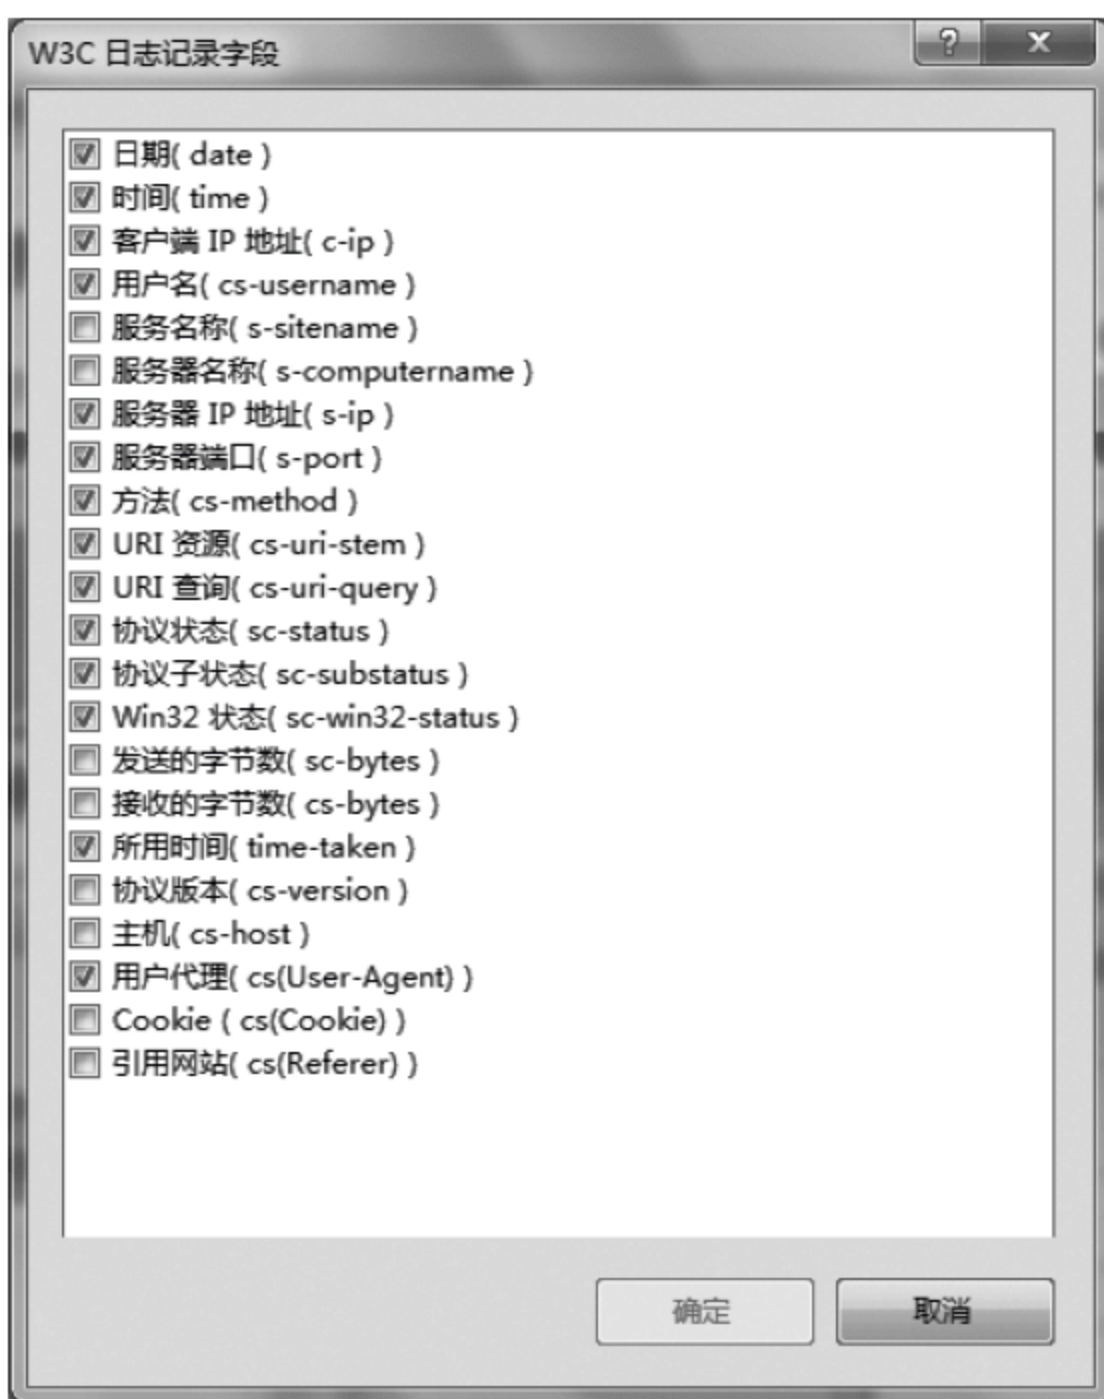 W3C 日志记录字段
日期( date )
时间( time )
客户端 IP 地址( c-ip )
用户名( cs-username )
服务名称( s-sitename )
服务器名称( s-computername )
服务器 IP 地址( s-ip )
服务器端口( s-port )
方法( cs-method )
URI 资源( cs-uri-stem )
URI 查询( cs-uri-query )
协议状态( sc-status )
协议子状态( sc-substatus )
Win32 状态( sc-win32-status )
发送的字节数( sc-bytes )
接收的字节数( cs-bytes )
所用时间( time-taken )
协议版本( cs-version )
主机( cs-host )
用户代理( cs(User-Agent) )
Cookie ( cs(Cookie) )
引用网站( cs(Referer) )
确定 取消